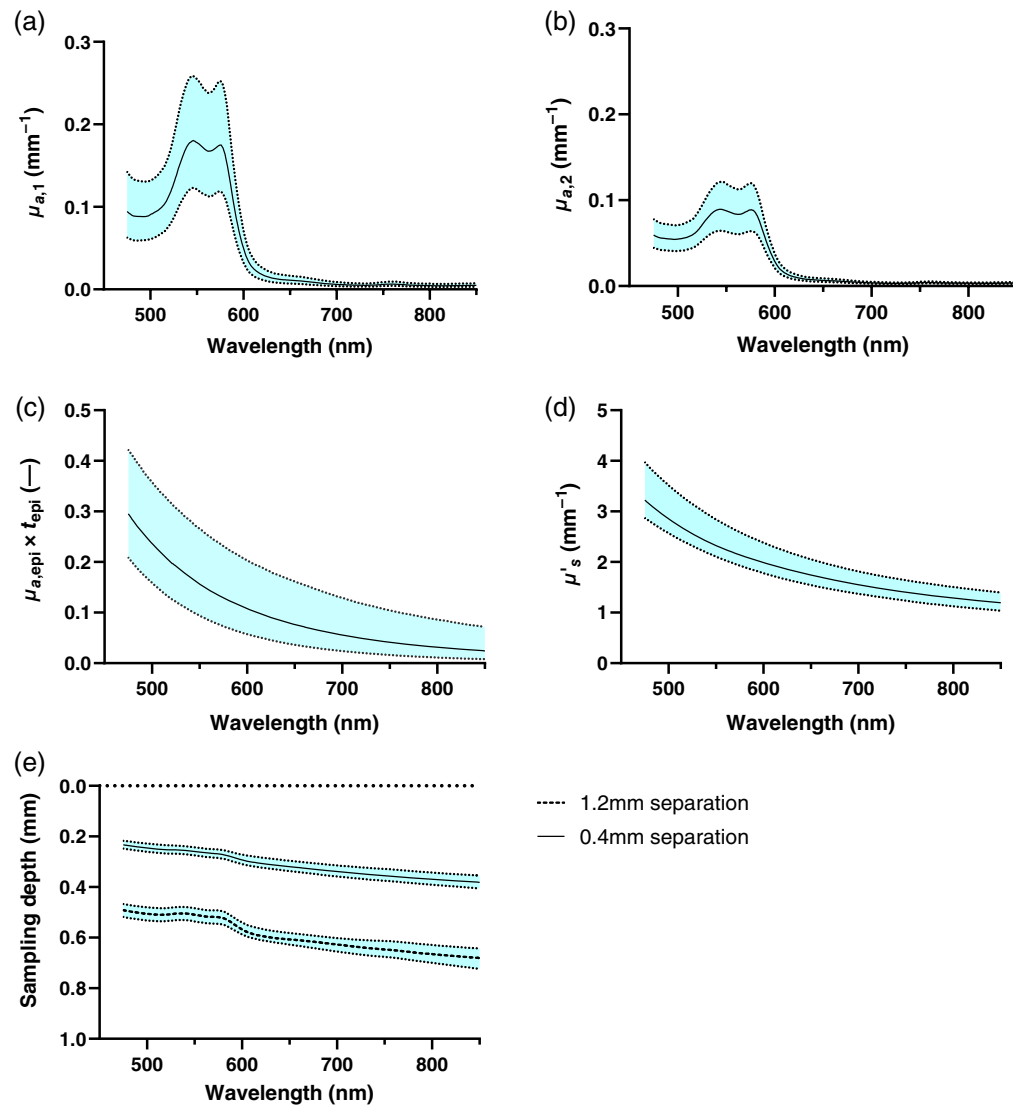 (a)
0.3
0.2
0.1
0.0
μa,1 (mm−1)
500 600 700 800
Wavelength (nm)
(b)
0.3
0.2
0.1
0.0
μa,2 (mm−1)
500 600 700 800
Wavelength (nm)
(c)
0.5
0.4
0.3
0.2
0.1
0.0
μa,epi × tepi (—)
500 600 700 800
Wavelength (nm)
(d)
5
4
3
2
1
0
μ's (mm−1)
500 600 700 800
Wavelength (nm)
(e)
0.0
0.2
0.4
0.6
0.8
1.0
Sampling depth (mm)
500 600 700 800
Wavelength (nm)
1.2mm separation
0.4mm separation